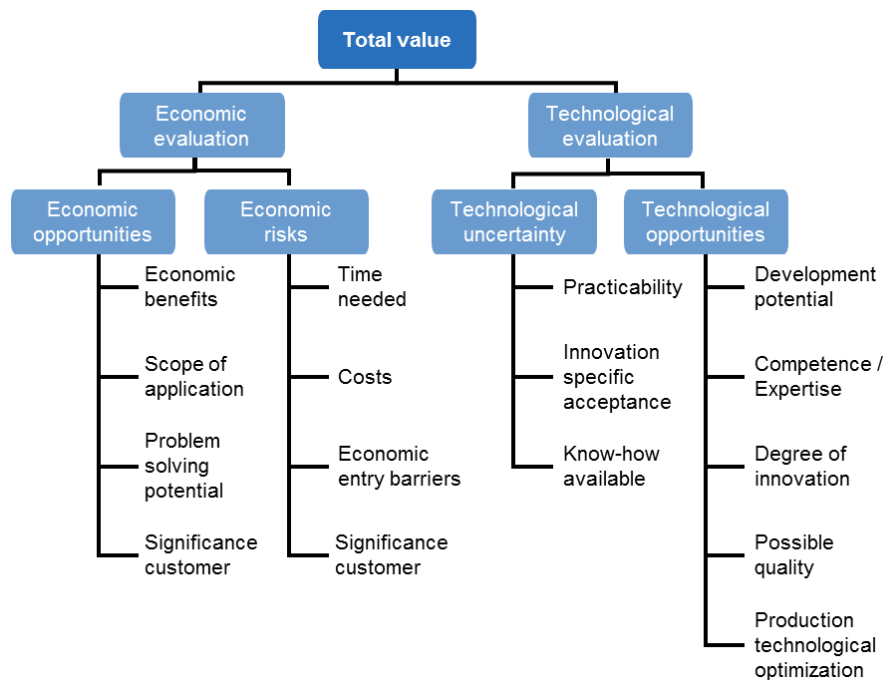 Total value
Economic
evaluation
Technological
evaluation
Economic
opportunities
Economic
risks
Technological
uncertainty
Technological
opportunities
Economic
benefits
Scope of
application
Problem
solving
potential
Significance
customer
Time
needed
Costs
Economic
entry barriers
Significance
customer
Practicability
Innovation
specific
acceptance
Know-how
available
Development
potential
Competence /
Expertise
Degree of
innovation
Possible
quality
Production
technological
optimization